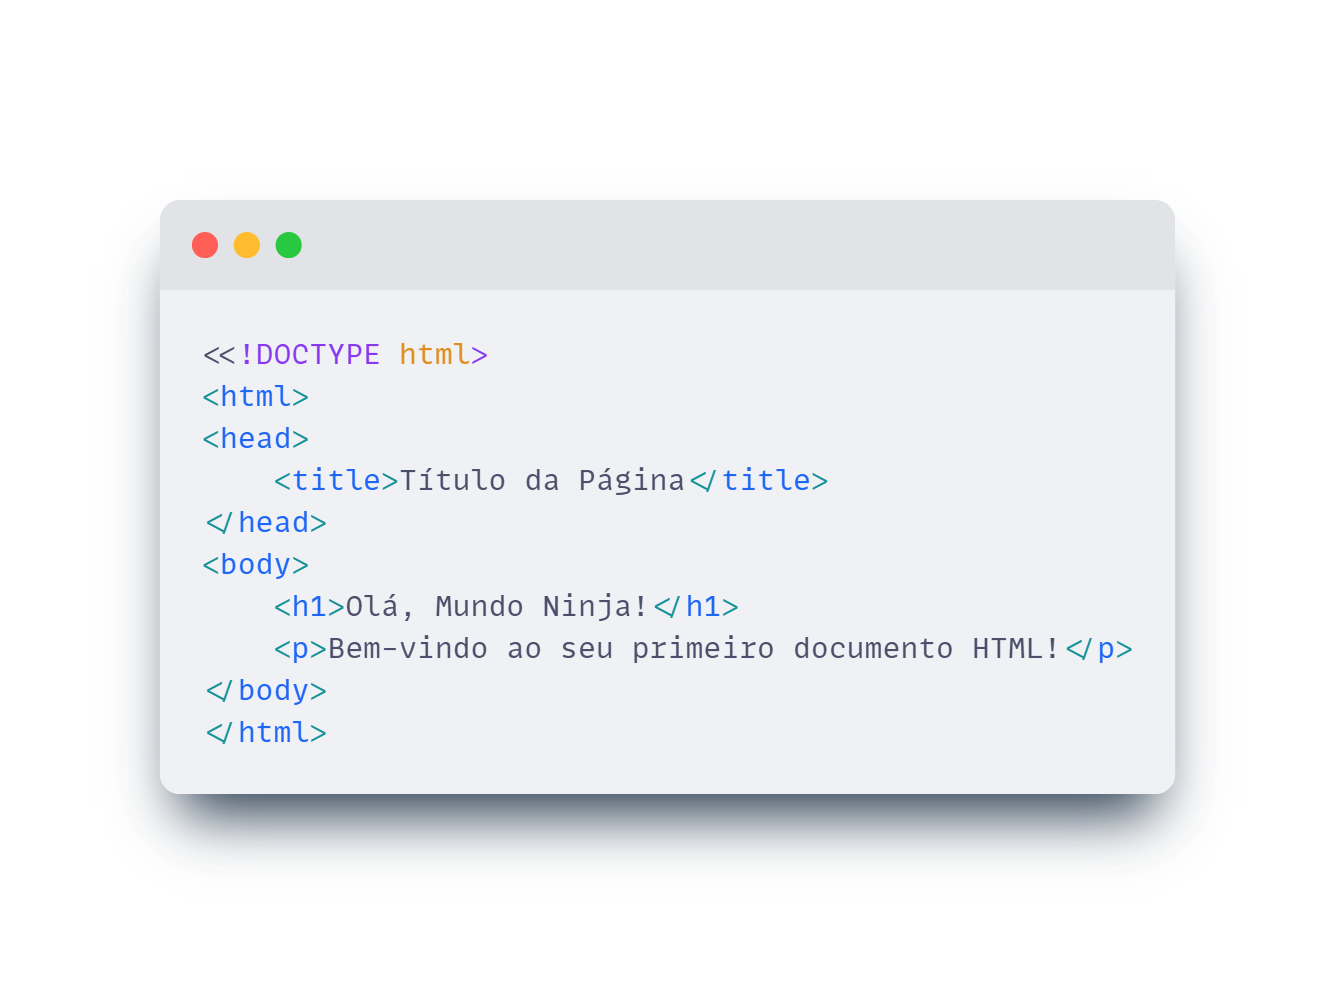 <<!DOCTYPE html>
<html>
<head>
    <title>Título da Página</title>
</head>
<body>
    <h1>Olá, Mundo Ninja!</h1>
    <p>Bem-vindo ao seu primeiro documento HTML!</p>
</body>
</html>